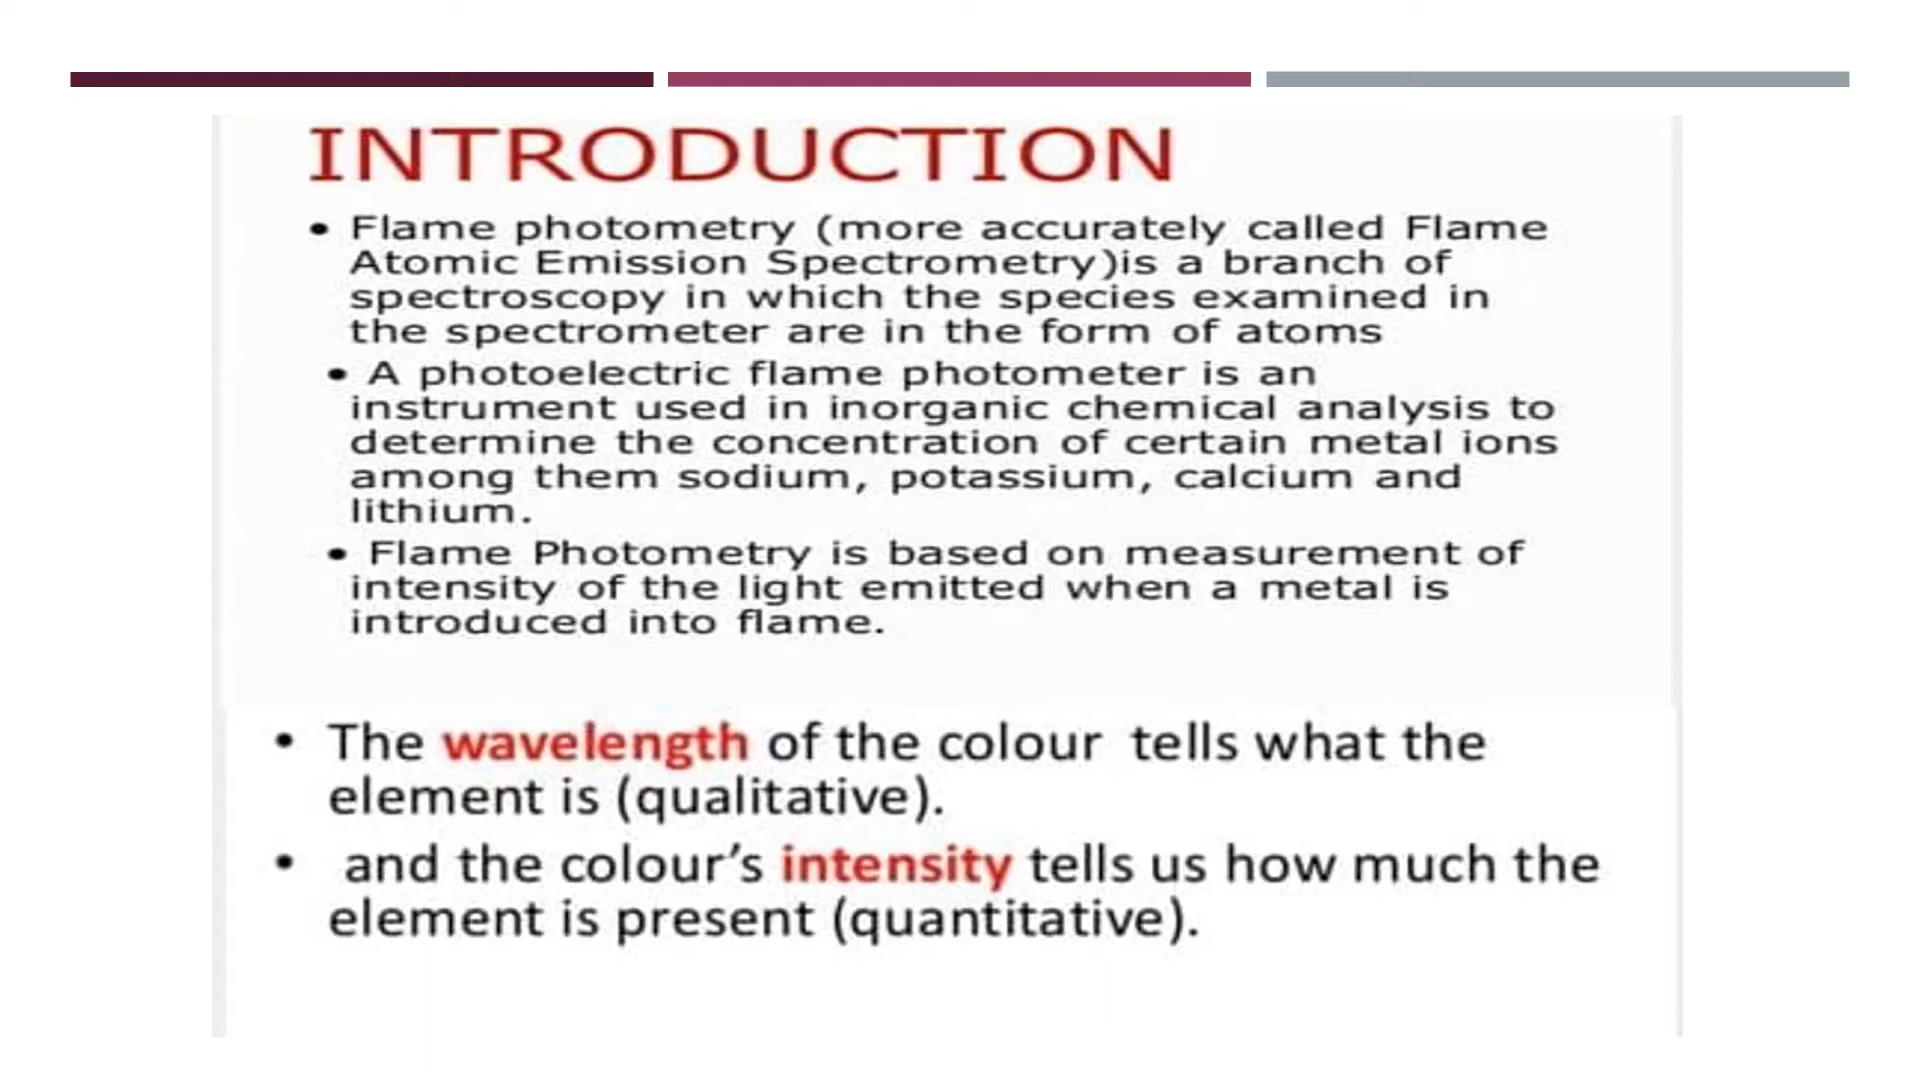 INTRODUCTION
• Flame photometry (more accurately called Flame
Atomic Emission Spectrometry)is a branch of
spectroscopy in which the species examined in
the spectrometer are in the form of atoms
• A photoelectric flame photometer is an
instrument used in inorganic chemical analysis to
determine the concentration of certain metal ions
among them sodium, potassium, calcium and
lithium.
• Flame Photometry is based on measurement of
intensity of the light emitted when a metal is
introduced into flame.
• The wavelength of the colour tells what the
element is (qualitative).
• and the colour’s intensity tells us how much the
element is present (quantitative).